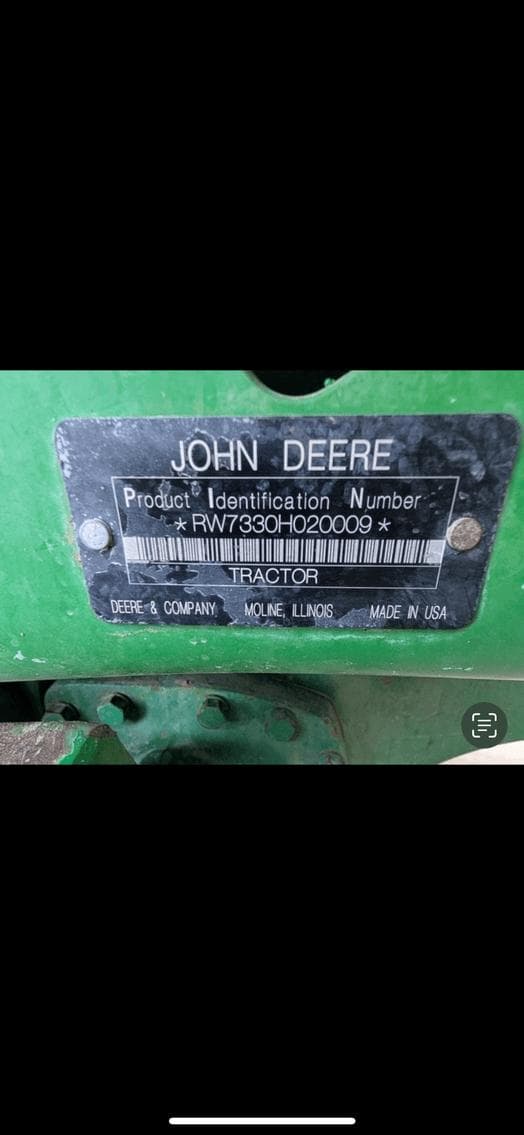 JOHN DEERE
Product Identification Number
*RW7330H020009*
TRACTOR
DEERE & COMPANY MOLINE, ILLINOIS MADE IN USA